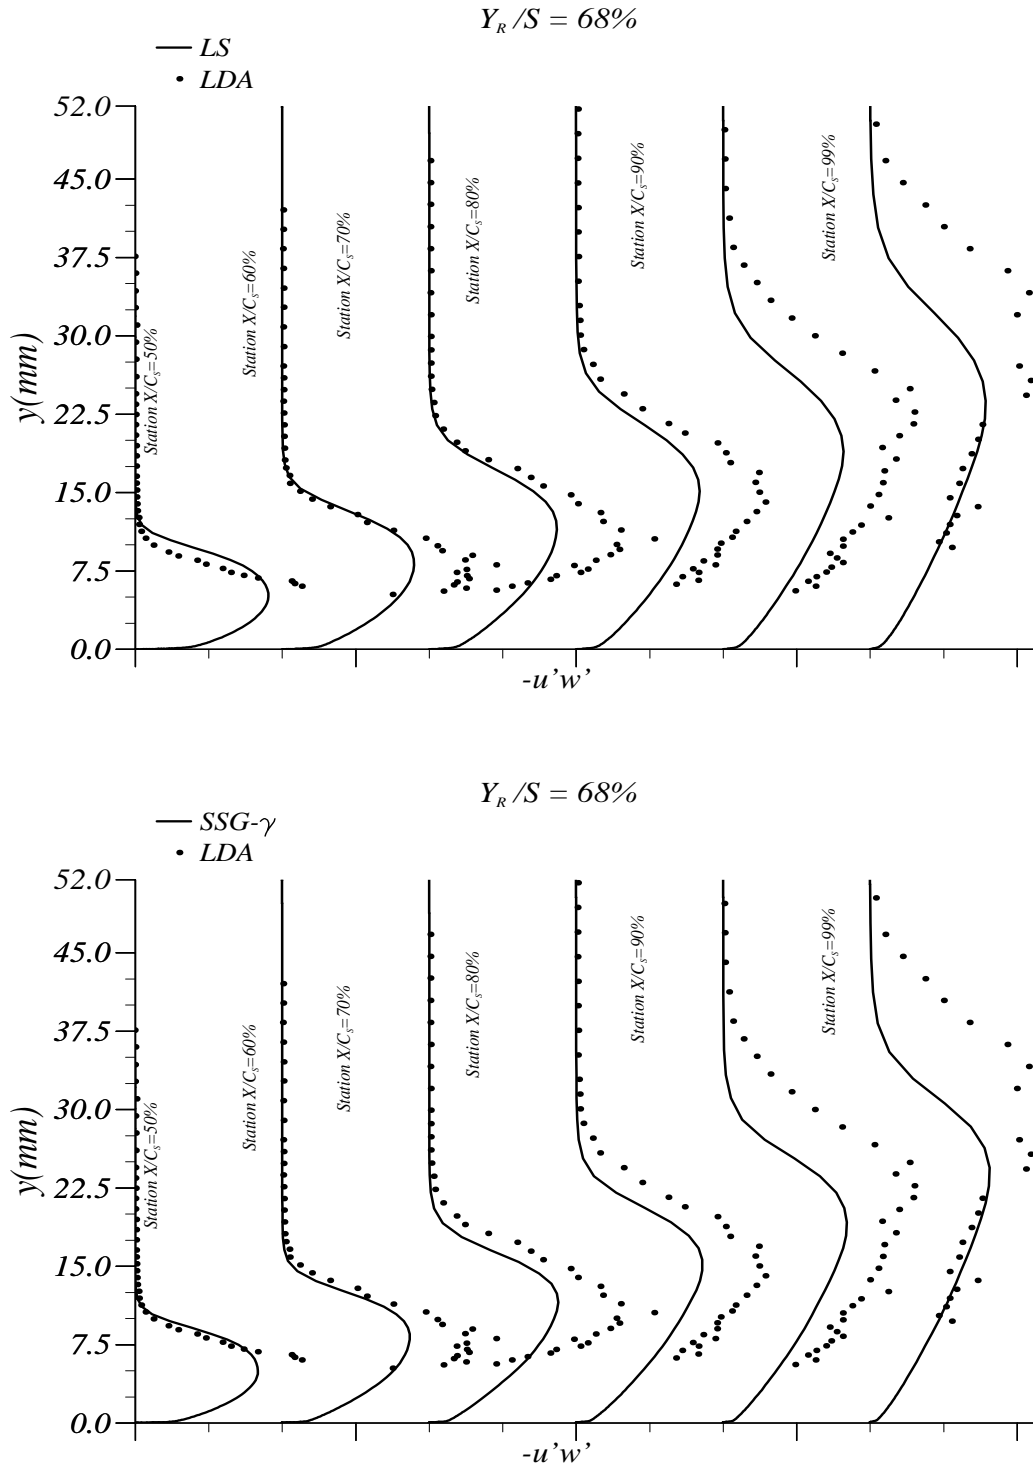 Y_R /S = 68%
LS
LDA
52.0
45.0
37.5
30.0
22.5
15.0
7.5
0.0
y(mm)
Station X/C_s=50%
Station X/C_s=60%
Station X/C_s=70%
Station X/C_s=80%
Station X/C_s=90%
Station X/C_s=99%
-u'w'
Y_R /S = 68%
SSG-γ
LDA
52.0
45.0
37.5
30.0
22.5
15.0
7.5
0.0
y(mm)
Station X/C_s=50%
Station X/C_s=60%
Station X/C_s=70%
Station X/C_s=80%
Station X/C_s=90%
Station X/C_s=99%
-u'w'